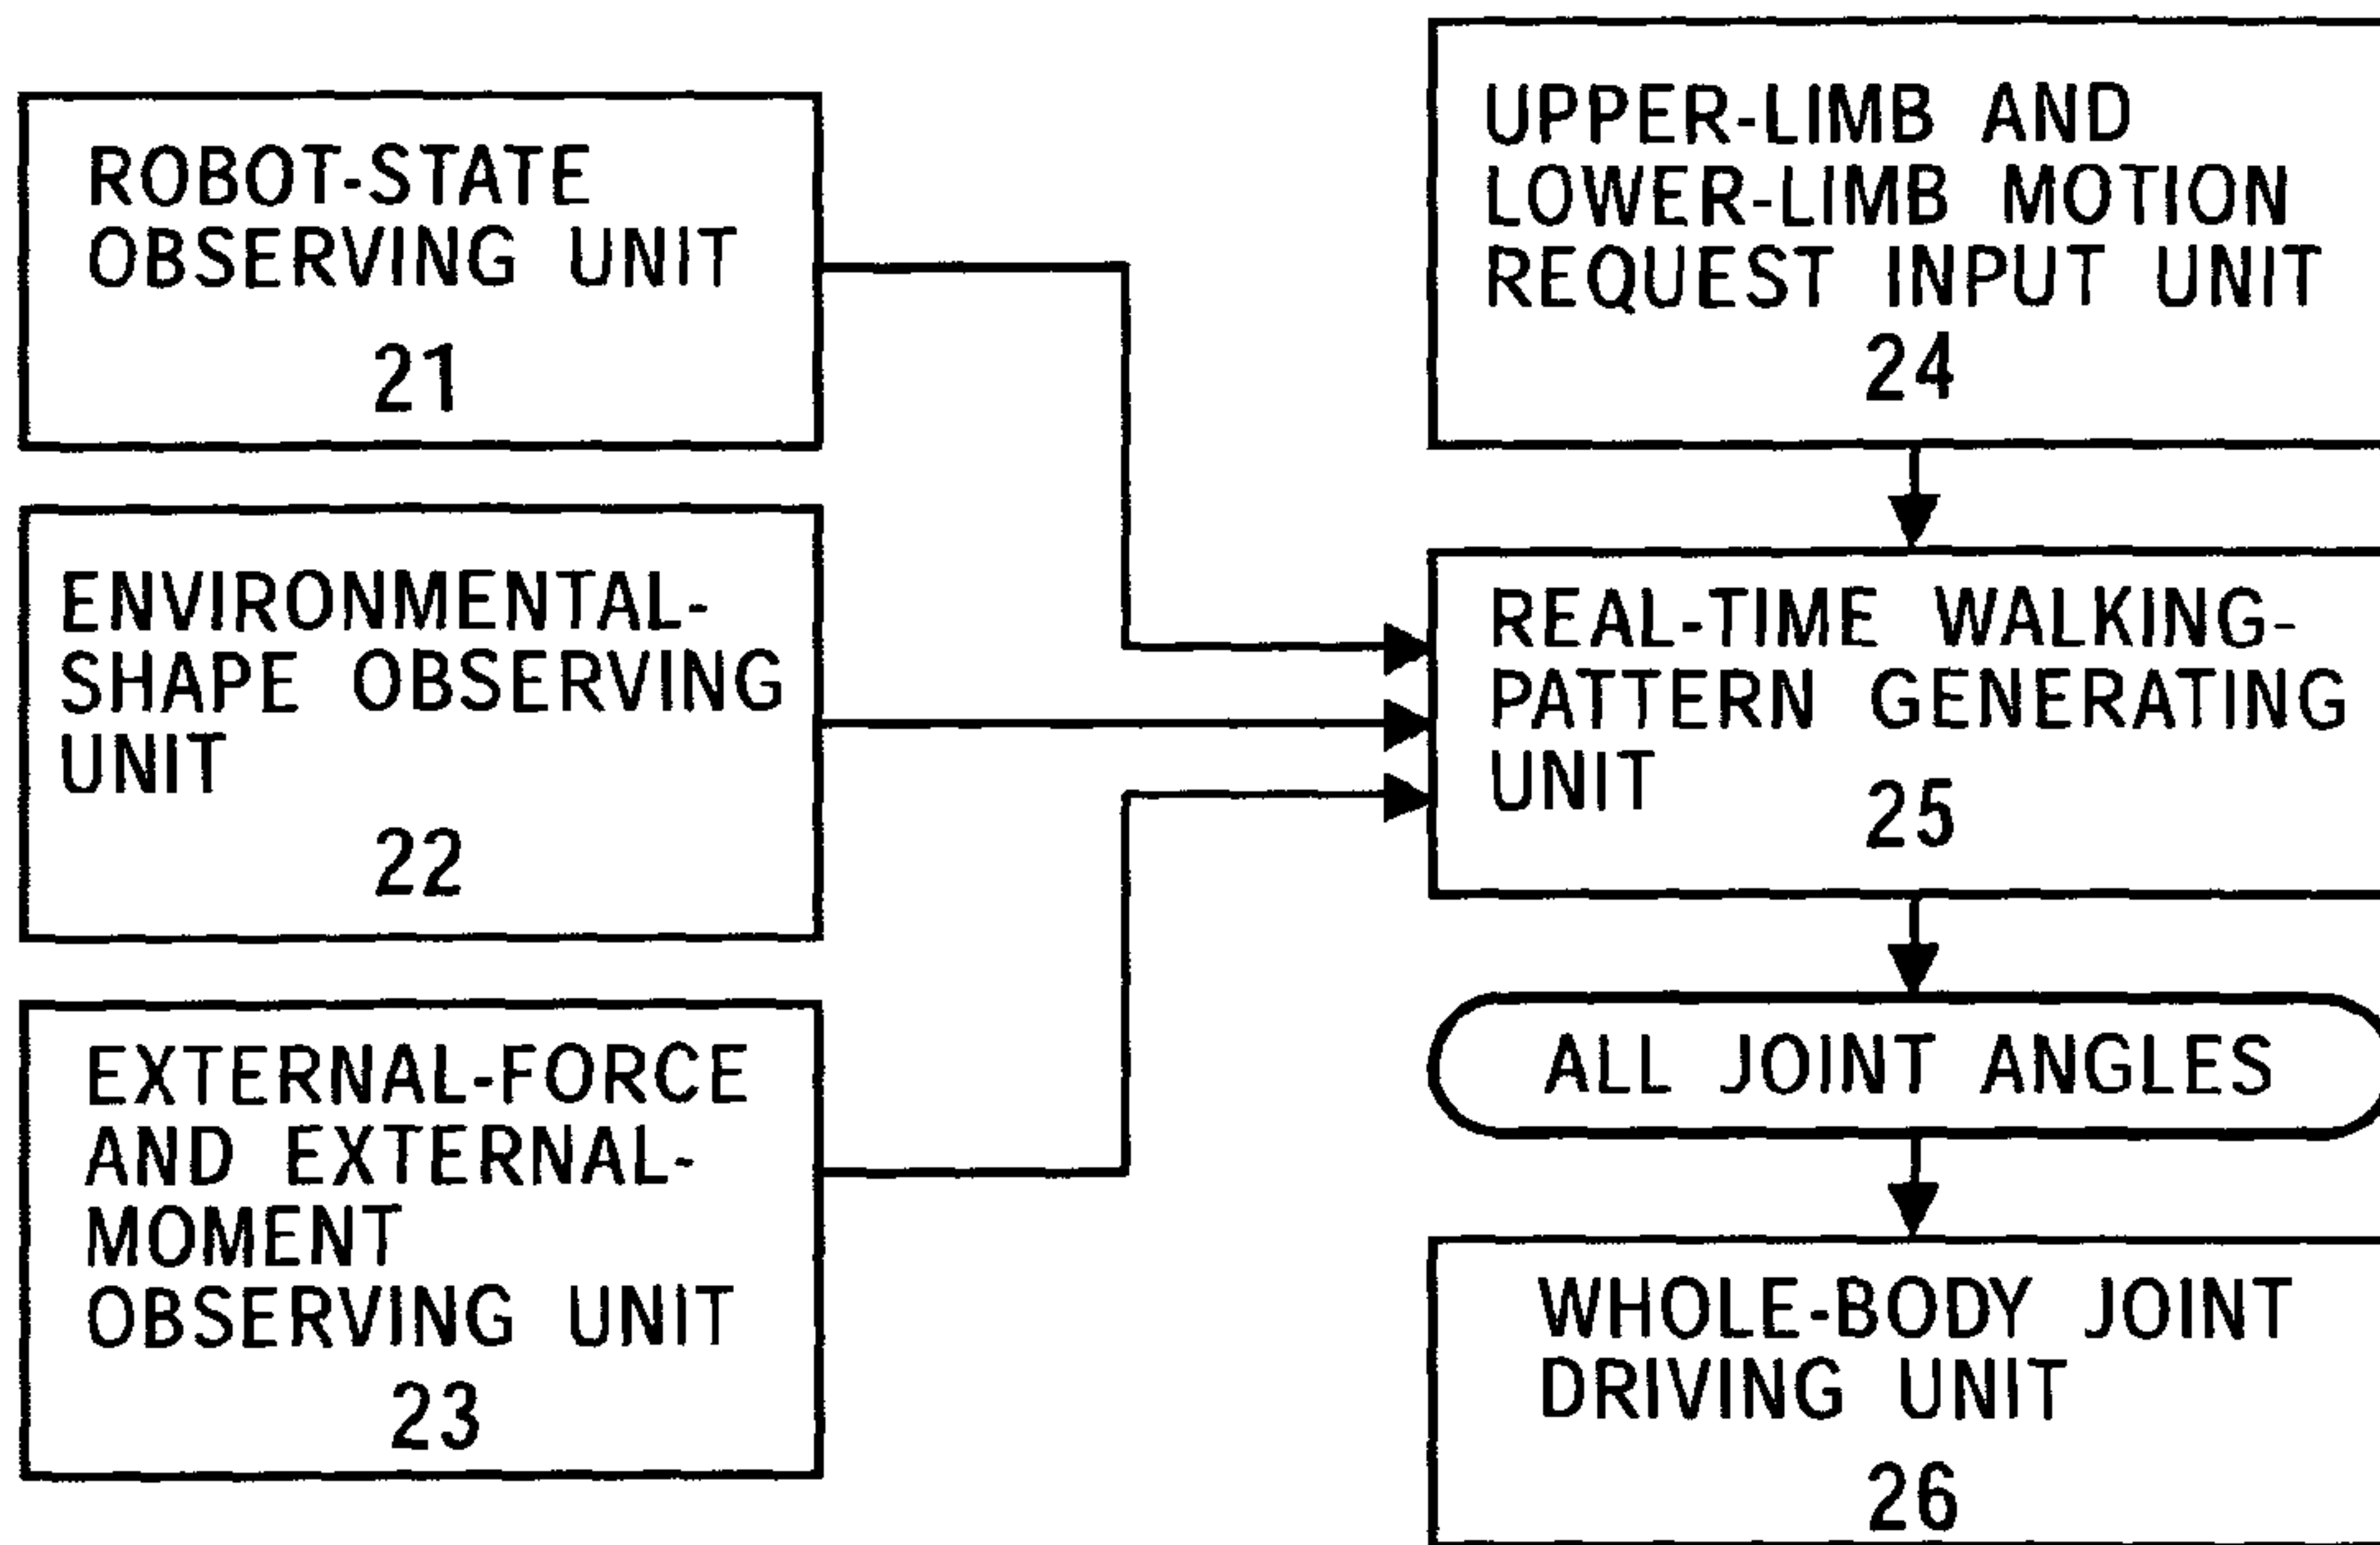 ROBOT-STATE
OBSERVING UNIT
21
ENVIRONMENTAL-
SHAPE OBSERVING
UNIT
22
EXTERNAL-FORCE
AND EXTERNAL-
MOMENT
OBSERVING UNIT
23
UPPER-LIMB AND
LOWER-LIMB MOTION
REQUEST INPUT UNIT
24
REAL-TIME WALKING-
PATTERN GENERATING
UNIT
25
ALL JOINT ANGLES
WHOLE-BODY JOINT
DRIVING UNIT
26